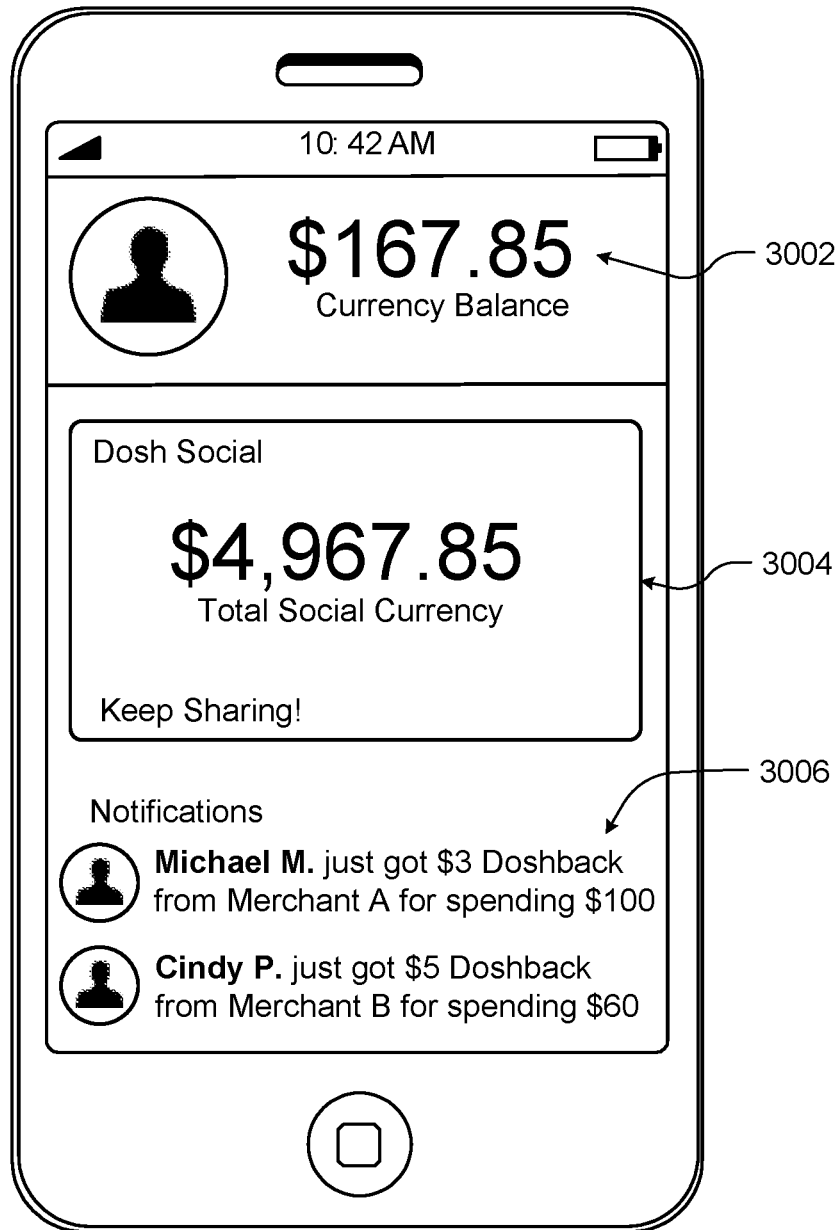 10: 42 AM
$167.85
3002
Currency Balance
Dosh Social
$4,967.85
3004
Total Social Currency
Keep Sharing!
3006
Notifications
Michael M. just got $3 Doshback
from Merchant A for spending $100
Cindy P. just got $5 Doshback
from Merchant B for spending $60